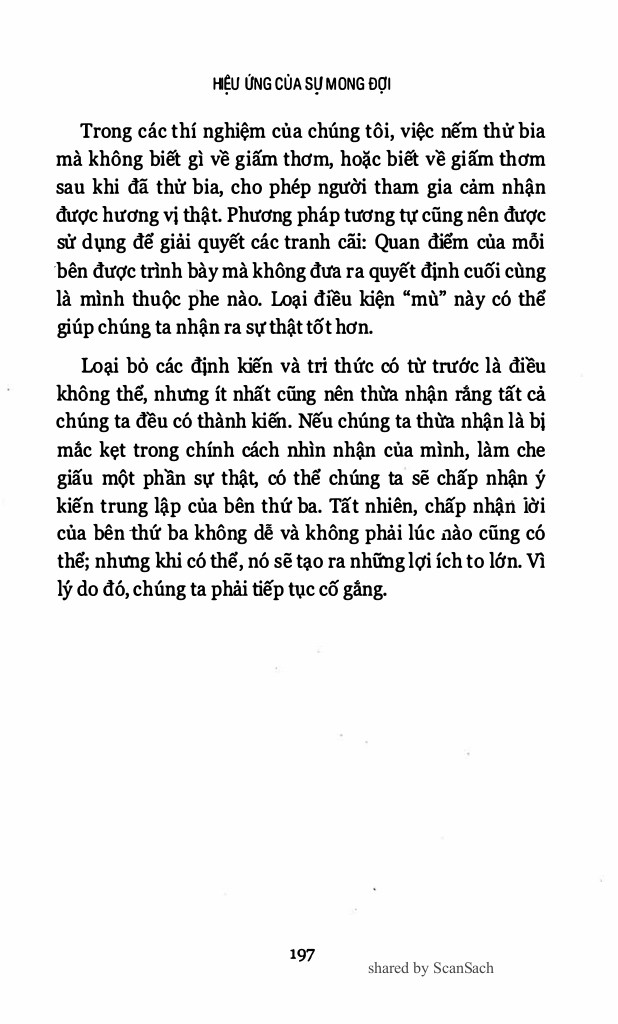 HIỆU ỨNG CỦA SỰ MONG ĐỢI
Trong các thí nghiệm của chúng tôi, việc nếm thử bia
mà không biết gì về giấm thơm, hoặc biết về giấm thơm
sau khi đã thử bia, cho phép người tham gia cảm nhận
được hương vị thật. Phương pháp tương tự cũng nên được
sử dụng để giải quyết các tranh cãi: Quan điểm của mỗi
bên được trình bày mà không đưa ra quyết định cuối cùng
là mình thuộc phe nào. Loại điều kiện “mù” này có thể
giúp chúng ta nhận ra sự thật tốt hơn.
Loại bỏ các định kiến và tri thức có từ trước là điều
không thể, nhưng ít nhất cũng nên thừa nhận rằng tất cả
chúng ta đều có thành kiến. Nếu chúng ta thừa nhận là bị
mắc kẹt trong chính cách nhìn nhận của mình, làm che
giấu một phần sự thật, có thể chúng ta sẽ chấp nhận ý
kiến trung lập của bên thứ ba. Tất nhiên, chấp nhận lời
của bên thứ ba không dễ và không phải lúc nào cũng có
thể; nhưng khi có thể, nó sẽ tạo ra những lợi ích to lớn. Vì
lý do đó, chúng ta phải tiếp tục cố gắng.
197
shared by ScanSach